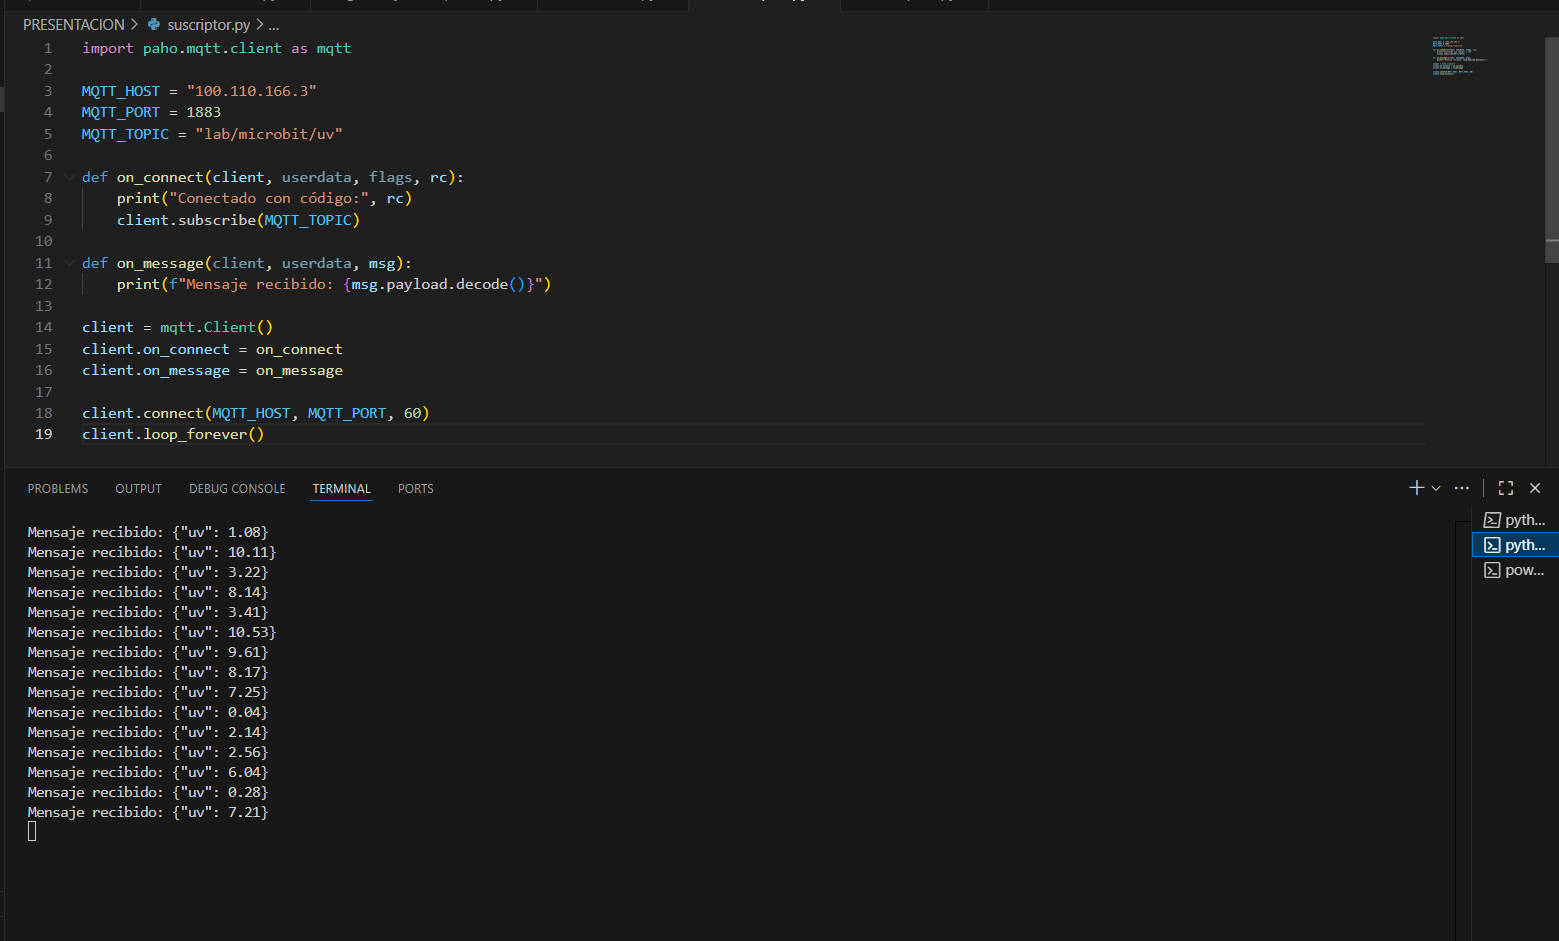 PRESENTACION > suscriptor.py > ...
1 import paho.mqtt.client as mqtt
2
3 MQTT_HOST = "100.110.166.3"
4 MQTT_PORT = 1883
5 MQTT_TOPIC = "lab/microbit/uv"
6
7 def on_connect(client, userdata, flags, rc):
8 print("Conectado con código:", rc)
9 client.subscribe(MQTT_TOPIC)
10
11 def on_message(client, userdata, msg):
12 print(f"Mensaje recibido: {msg.payload.decode()}")
13
14 client = mqtt.Client()
15 client.on_connect = on_connect
16 client.on_message = on_message
17
18 client.connect(MQTT_HOST, MQTT_PORT, 60)
19 client.loop_forever()
PROBLEMS OUTPUT DEBUG CONSOLE TERMINAL PORTS
Mensaje recibido: {"uv": 1.08}
Mensaje recibido: {"uv": 10.11}
Mensaje recibido: {"uv": 3.22}
Mensaje recibido: {"uv": 8.14}
Mensaje recibido: {"uv": 3.41}
Mensaje recibido: {"uv": 10.53}
Mensaje recibido: {"uv": 9.61}
Mensaje recibido: {"uv": 8.17}
Mensaje recibido: {"uv": 7.25}
Mensaje recibido: {"uv": 0.04}
Mensaje recibido: {"uv": 2.14}
Mensaje recibido: {"uv": 2.56}
Mensaje recibido: {"uv": 6.04}
Mensaje recibido: {"uv": 0.28}
Mensaje recibido: {"uv": 7.21}
pyth...
pyth...
pow...